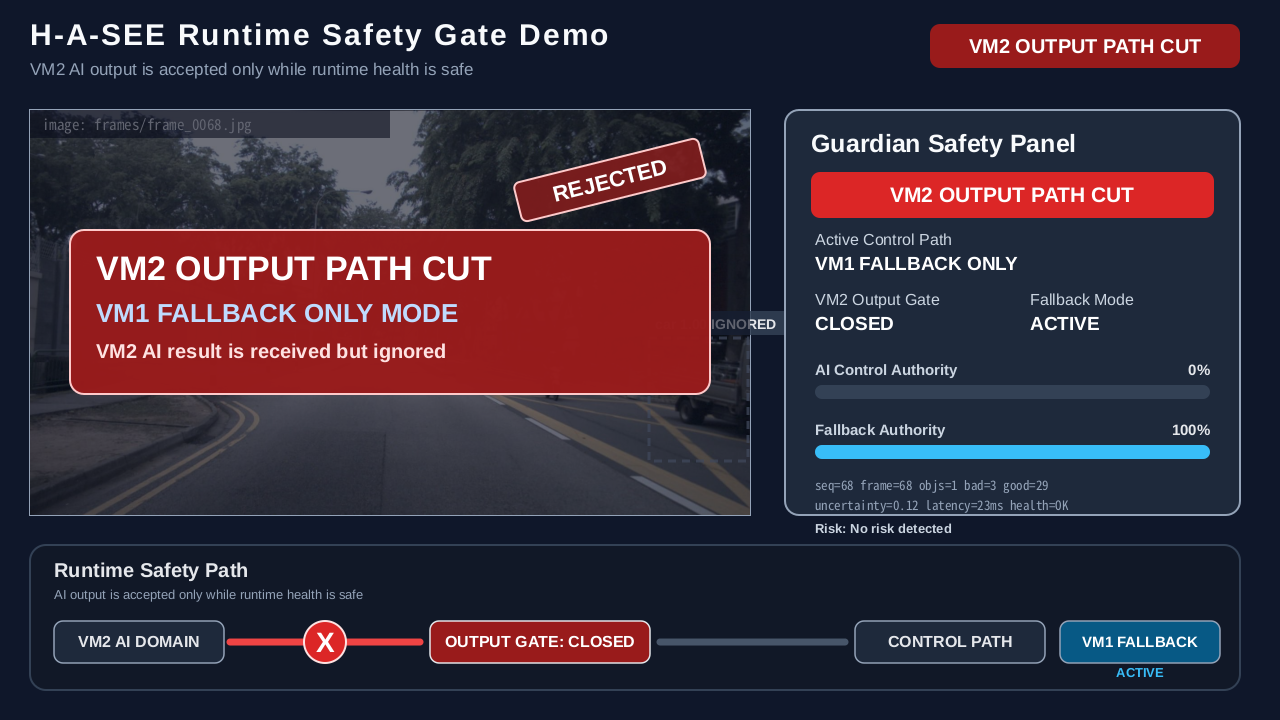 H-A-SEE Runtime Safety Gate Demo
VM2 AI output is accepted only while runtime health is safe
VM2 OUTPUT PATH CUT
image: frames/frame_0068.jpg
REJECTED
VM2 OUTPUT PATH CUT
VM1 FALLBACK ONLY MODE
VM2 AI result is received but ignored
IGNORED
Guardian Safety Panel
VM2 OUTPUT PATH CUT
Active Control Path
VM1 FALLBACK ONLY
VM2 Output Gate
CLOSED
Fallback Mode
ACTIVE
AI Control Authority 0%
Fallback Authority 100%
seq=68 frame=68 objs=1 bad=3 good=29
uncertainty=0.12 latency=23ms health=OK
Risk: No risk detected
Runtime Safety Path
AI output is accepted only while runtime health is safe
VM2 AI DOMAIN
X
OUTPUT GATE: CLOSED
CONTROL PATH
VM1 FALLBACK
ACTIVE